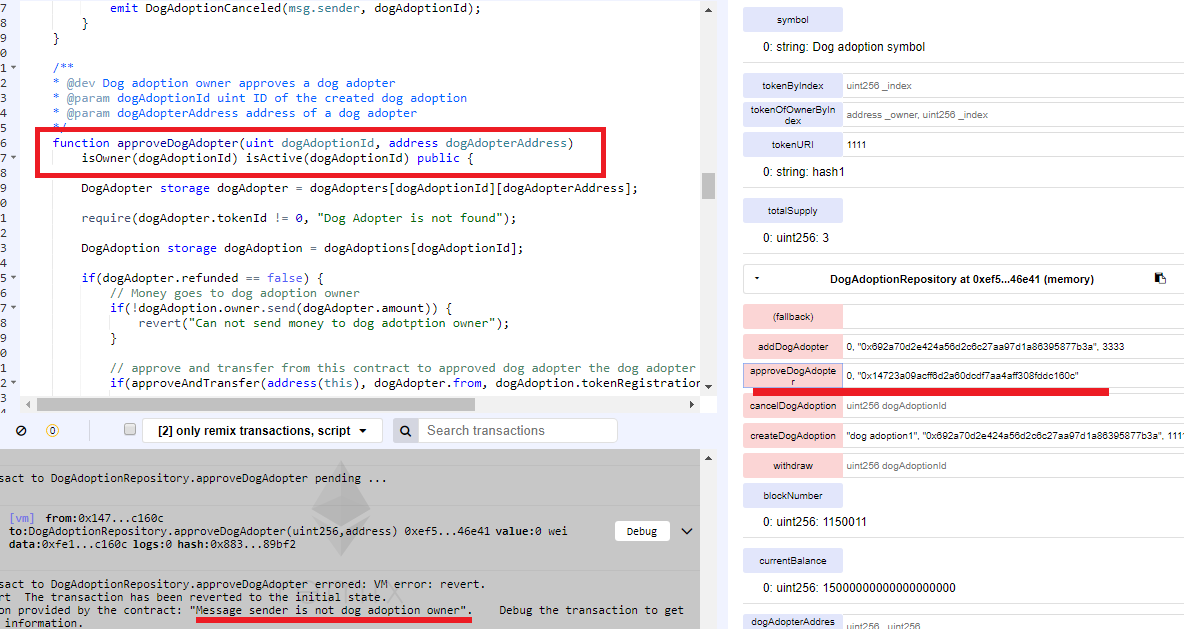 emit DogAdoptionCanceled(msg.sender, dogAdoptionId);
}
}
/**
* @dev Dog adoption owner approves a dog adopter
* @param dogAdoptionId uint ID of the created dog adoption
* @param dogAdopterAddress address of a dog adopter
*/
function approveDogAdopter(uint dogAdoptionId, address dogAdopterAddress)
isOwner(dogAdoptionId) isActive(dogAdoptionId) public {
DogAdopter storage dogAdopter = dogAdopters[dogAdoptionId][dogAdopterAddress];
require(dogAdopter.tokenId != 0, "Dog Adopter is not found");
DogAdoption storage dogAdoption = dogAdoptions[dogAdoptionId];
if(dogAdopter.refunded == false) {
// Money goes to dog adoption owner
if(!dogAdoption.owner.send(dogAdopter.amount)) {
revert("Can not send money to dog adotption owner");
}
// approve and transfer from this contract to approved dog adopter the dog adopter
if(approveAndTransfer(address(this), dogAdopter.from, dogAdoption.tokenRegistration
0
[2] only remix transactions, script
Search transactions
sact to DogAdoptionRepository.approveDogAdopter pending ...
[vm] from:0x147...c160c
to:DogAdoptionRepository.approveDogAdopter(uint256,address) 0xef5...46e41 value:0 wei
data:0xfe1...c160c logs:0 hash:0x883...89bf2
Debug
sact to DogAdoptionRepository.approveDogAdopter errored: VM error: revert.
rt The transaction has been reverted to the initial state.
on provided by the contract: "Message sender is not dog adoption owner". Debug the transaction to get
information.
symbol
0: string: Dog adoption symbol
tokenByIndex uint256 _index
tokenOfOwnerByIn
dex
address _owner, uint256 _index
tokenURI 1111
0: string: hash1
totalSupply
0: uint256: 3
DogAdoptionRepository at 0xef5...46e41 (memory)
(fallback)
addDogAdopter 0, "0x692a70d2e424a56d2c6c27aa97d1a86395877b3a", 3333
approveDogAdopte
r
0, "0x14723a09acff6d2a60dcdf7aa4aff308fddc160c"
cancelDogAdoption uint256 dogAdoptionId
createDogAdoption "dog adoption1", "0x692a70d2e424a56d2c6c27aa97d1a86395877b3a", 1111
withdraw uint256 dogAdoptionId
blockNumber
0: uint256: 1150011
currentBalance
0: uint256: 15000000000000000000
dogAdopterAddres uint256 , uint256